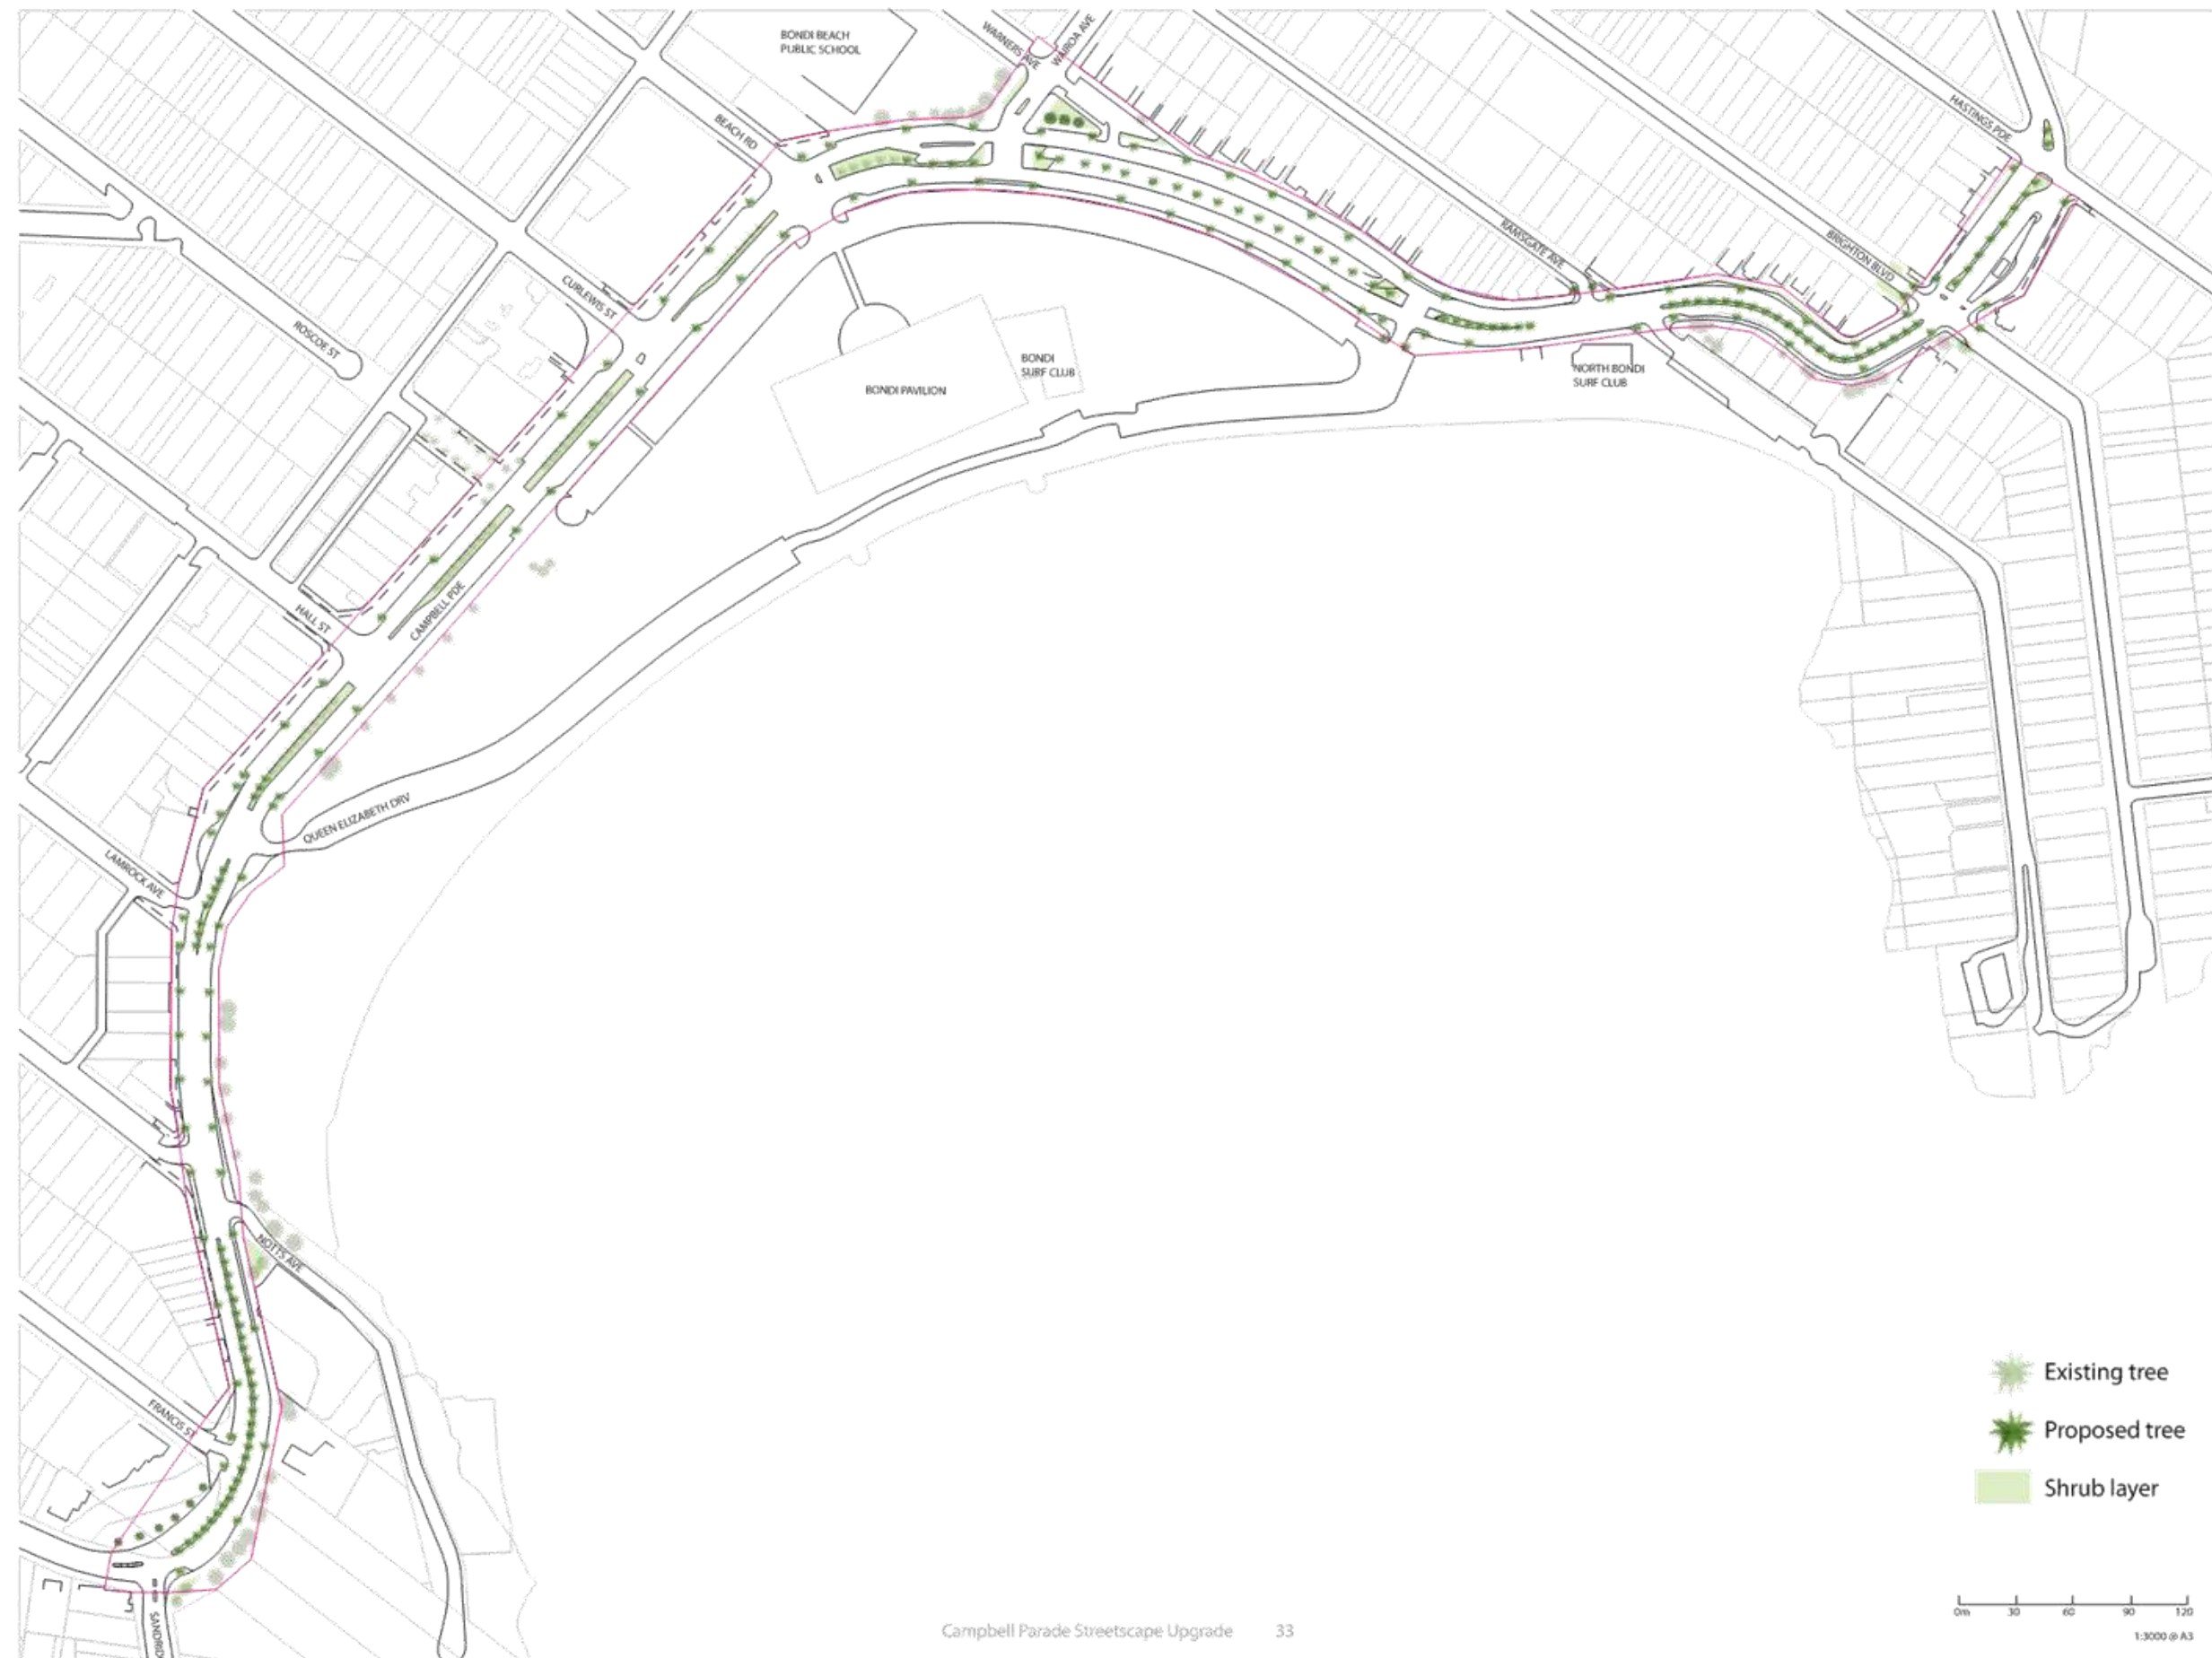 BONDI BEACH
PUBLIC SCHOOL
WARNERS AVE
WAIROA AVE
HASTINGS PDE
BEACH RD
RAMSGATE AVE
BRIGHTON BLVD
CURLEWIS ST
ROSCOE ST
BONDI
SURF CLUB
BONDI PAVILION
NORTH BONDI
SURF CLUB
HALL ST
CAMPBELL PDE
QUEEN ELIZABETH DRV
LAMROCK AVE
NOTTS AVE
FRANCIS ST
Existing tree
Proposed tree
Shrub layer
0m 30 60 90 120
1:3000 @ A3
Campbell Parade Streetscape Upgrade 33